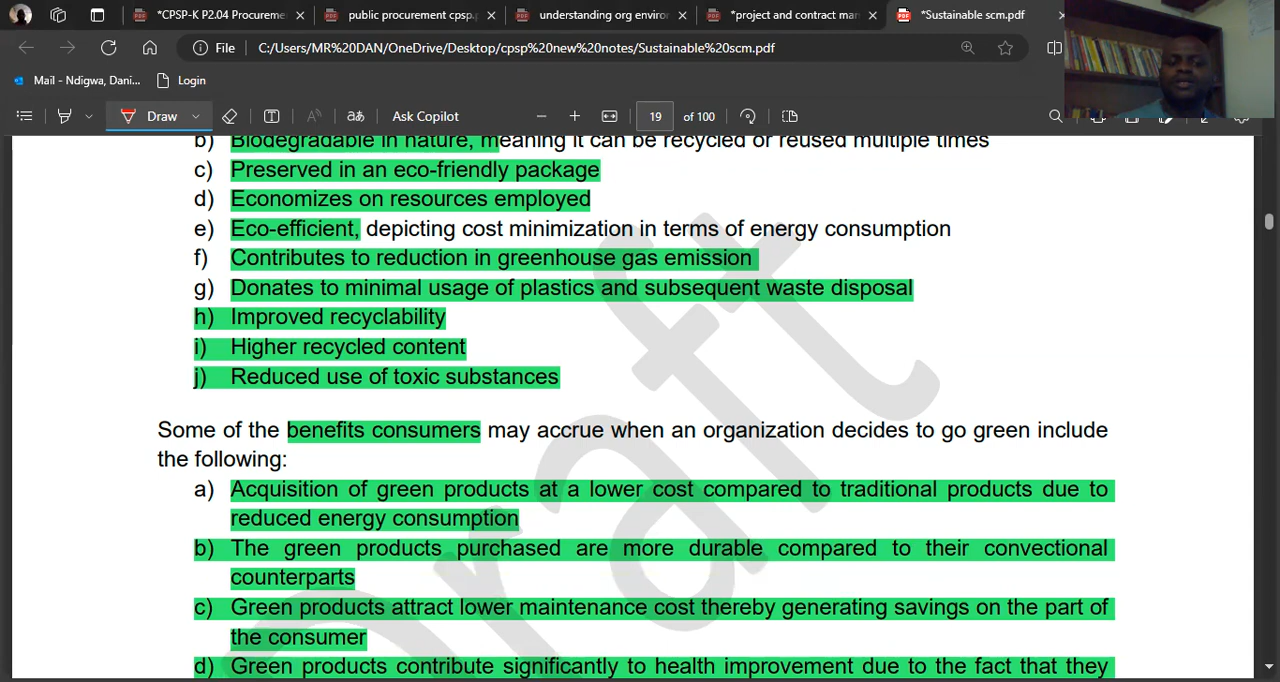 *CPSP-K P2.04 Procureme
public procurement cpsp.
understanding org enviro
*project and contract ma
*Sustainable scm.pdf
File C:/Users/MR%20DAN/OneDrive/Desktop/cpsp%20new%20notes/Sustainable%20scm.pdf
Mail - Ndigwa, Dani... Login
Draw Ask Copilot 19 of 100
b) Biodegradable in nature, meaning it can be recycled or reused multiple times
c) Preserved in an eco-friendly package
d) Economizes on resources employed
e) Eco-efficient, depicting cost minimization in terms of energy consumption
f) Contributes to reduction in greenhouse gas emission
g) Donates to minimal usage of plastics and subsequent waste disposal
h) Improved recyclability
i) Higher recycled content
j) Reduced use of toxic substances
Some of the benefits consumers may accrue when an organization decides to go green include
the following:
a) Acquisition of green products at a lower cost compared to traditional products due to
reduced energy consumption
b) The green products purchased are more durable compared to their convectional
counterparts
c) Green products attract lower maintenance cost thereby generating savings on the part of
the consumer
d) Green products contribute significantly to health improvement due to the fact that they